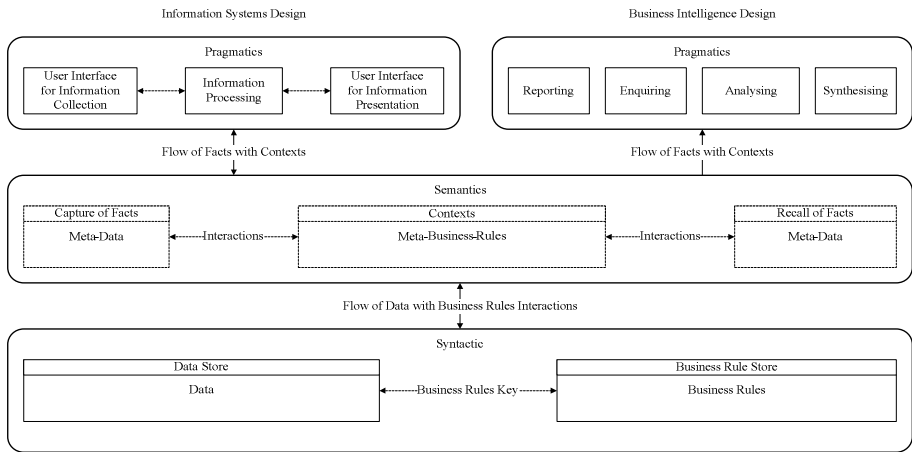 Information Systems Design
Business Intelligence Design
Pragmatics
User Interface
for Information
Collection
Information
Processing
User Interface
for Information
Presentation
Pragmatics
Reporting
Enquiring
Analysing
Synthesising
Flow of Facts with Contexts
Flow of Facts with Contexts
Semantics
Capture of Facts
Meta-Data
Interactions
Contexts
Meta-Business-Rules
Interactions
Recall of Facts
Meta-Data
Flow of Data with Business Rules Interactions
Syntactic
Data Store
Data
Business Rules Key
Business Rule Store
Business Rules